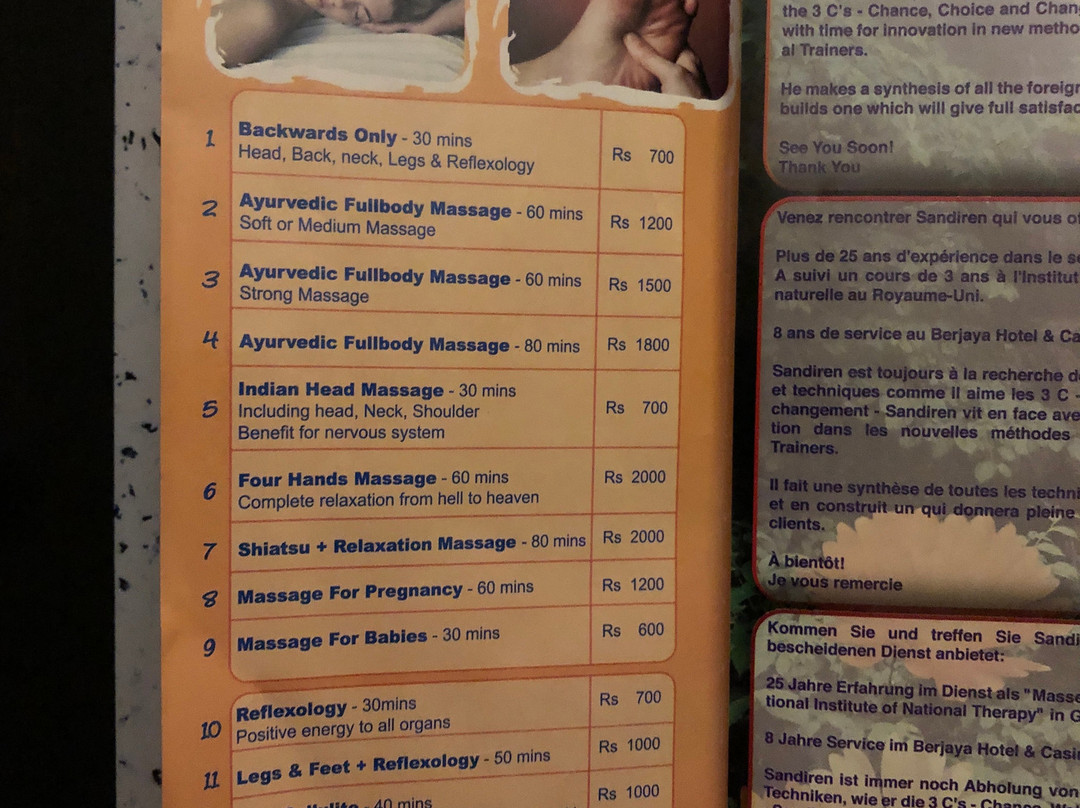 1 Backwards Only - 30 mins Rs 700
Head, Back, neck, Legs & Reflexology
2 Ayurvedic Fullbody Massage - 60 mins Rs 1200
Soft or Medium Massage
3 Ayurvedic Fullbody Massage - 60 mins Rs 1500
Strong Massage
4 Ayurvedic Fullbody Massage - 80 mins Rs 1800
5 Indian Head Massage - 30 mins Rs 700
Including head, Neck, Shoulder
Benefit for nervous system
6 Four Hands Massage - 60 mins Rs 2000
Complete relaxation from hell to heaven
7 Shiatsu + Relaxation Massage - 80 mins Rs 2000
8 Massage For Pregnancy - 60 mins Rs 1200
9 Massage For Babies - 30 mins Rs 600
10 Reflexology - 30mins Rs 700
Positive energy to all organs
11 Legs & Feet + Reflexology - 50 mins Rs 1000
- 40 mins Rs 1000
the 3 C's - Chance, Choice and
with time for innovation in new
al Trainers.
He makes a synthesis of all the
builds one which will give full
See You Soon!
Thank You
Venez rencontrer Sandiren qui vous
Plus de 25 ans d'expérience dans le
A suivi un cours de 3 ans à l'Institut
naturelle au Royaume-Uni.
8 ans de service au Berjaya Hotel &
Sandiren est toujours à la recherche
et techniques comme il aime les 3 C -
changement - Sandiren vit en face
tion dans les nouvelles méthodes
Trainers.
Il fait une synthèse de toutes les
et en construit un qui donnera pleine
clients.
À bientôt!
Je vous remercie
Kommen Sie und treffen Sie
bescheidenen Dienst anbietet:
25 Jahre Erfahrung im Dienst als
tional Institute of National Therapy" in
8 Jahre Service im Berjaya Hotel &
Sandiren ist immer noch Abholung von
Techniken, wie er die 3 C's -